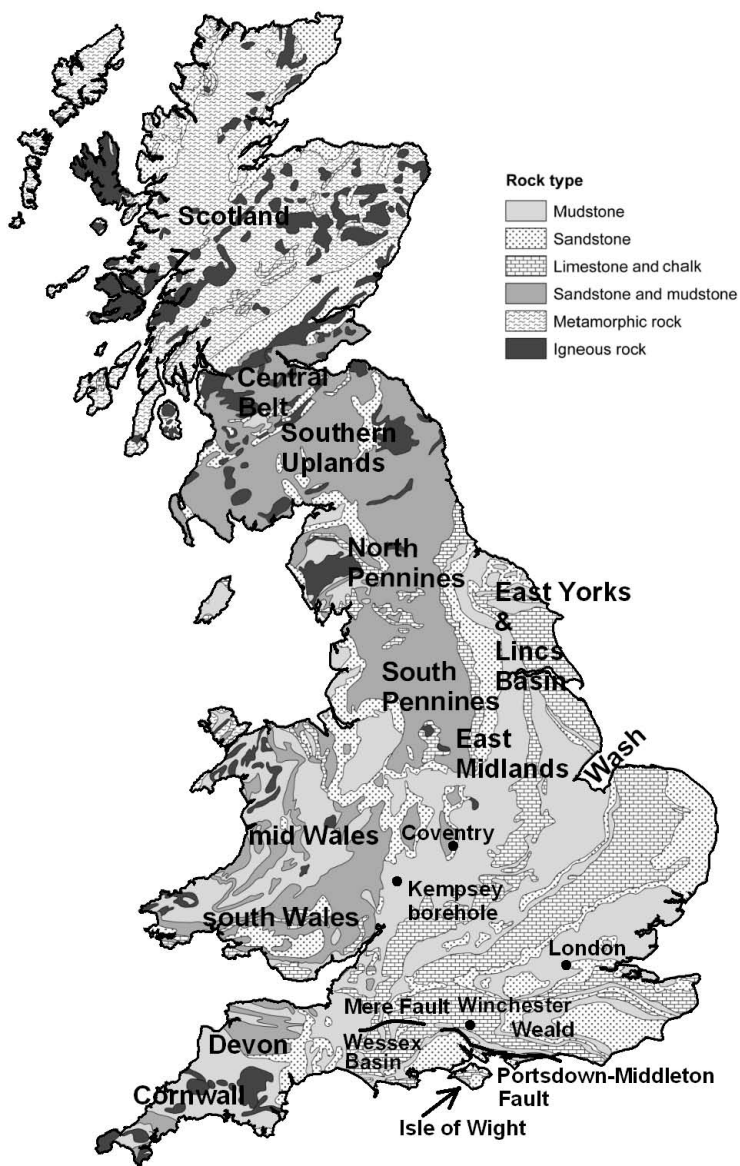 Rock type
Mudstone
Sandstone
Limestone and chalk
Sandstone and mudstone
Metamorphic rock
Igneous rock
Scotland
Central
Belt
Southern
Uplands
North
Pennines
East Yorks
&
Lincs
Basin
South
Pennines
East
Midlands
Wash
mid Wales
Coventry
Kempsey
borehole
south Wales
London
Mere Fault
Winchester
Weald
Wessex
Basin
Devon
Cornwall
Portsdown-Middleton
Fault
Isle of Wight